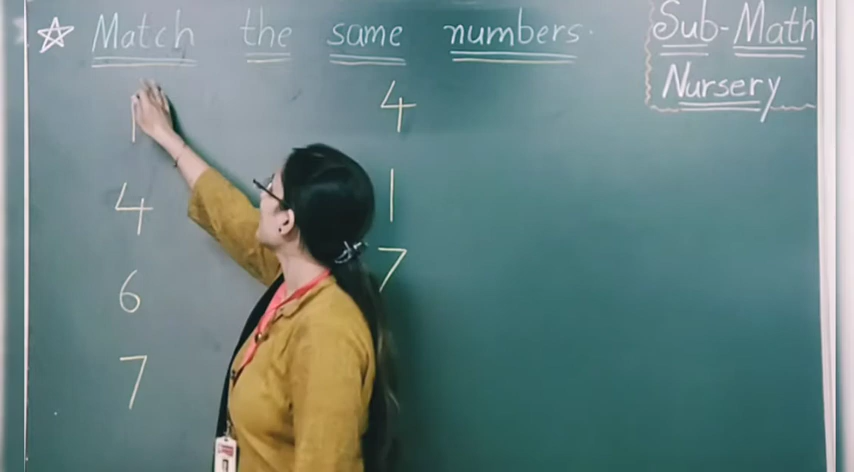 ☆ Match the same numbers.
Sub-Math
Nursery
1 4
4 1
6 7
7